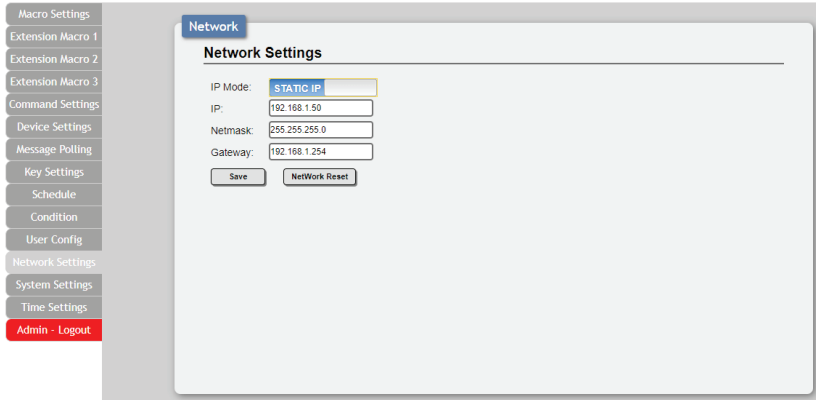 Macro Settings
Extension Macro 1
Extension Macro 2
Extension Macro 3
Command Settings
Device Settings
Message Polling
Key Settings
Schedule
Condition
User Config
Network Settings
System Settings
Time Settings
Admin - Logout
Network
Network Settings
IP Mode: STATIC IP
IP: 192.168.1.50
Netmask: 255.255.255.0
Gateway: 192.168.1.254
Save NetWork Reset